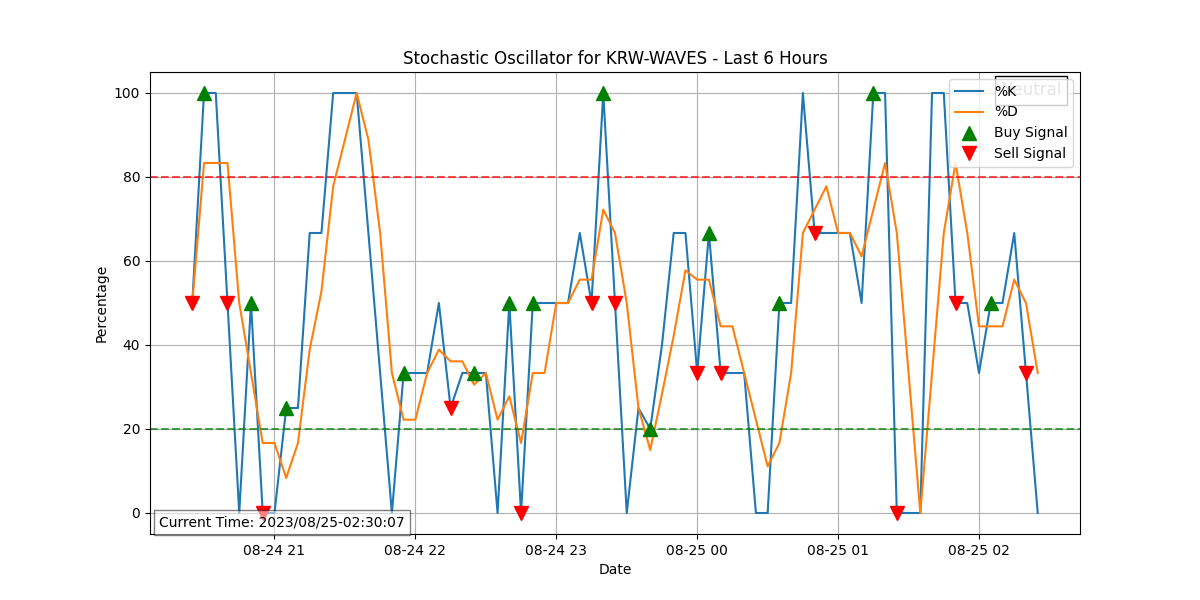 Stochastic Oscillator for KRW-WAVES - Last 6 Hours
Neutral
%K
%D
Buy Signal
Sell Signal
100
80
60
40
20
0
Percentage
Current Time: 2023/08/25-02:30:07
08-24 21
08-24 22
08-24 23
08-25 00
08-25 01
08-25 02
Date